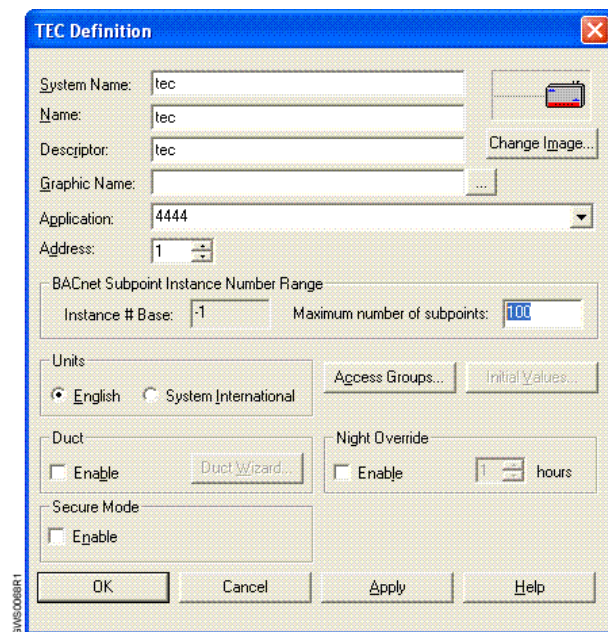 TEC Definition
System Name: tec
Name: tec
Descriptor: tec
Change Image...
Graphic Name: ...
Application: 4444
Address: 1
BACnet Subpoint Instance Number Range
Instance # Base: -1 Maximum number of subpoints: 100
Units
English System International
Access Groups... Initial Values...
Duct
Enable Duct Wizard...
Night Override
Enable 1 hours
Secure Mode
Enable
OK Cancel Apply Help
GWS0068R1